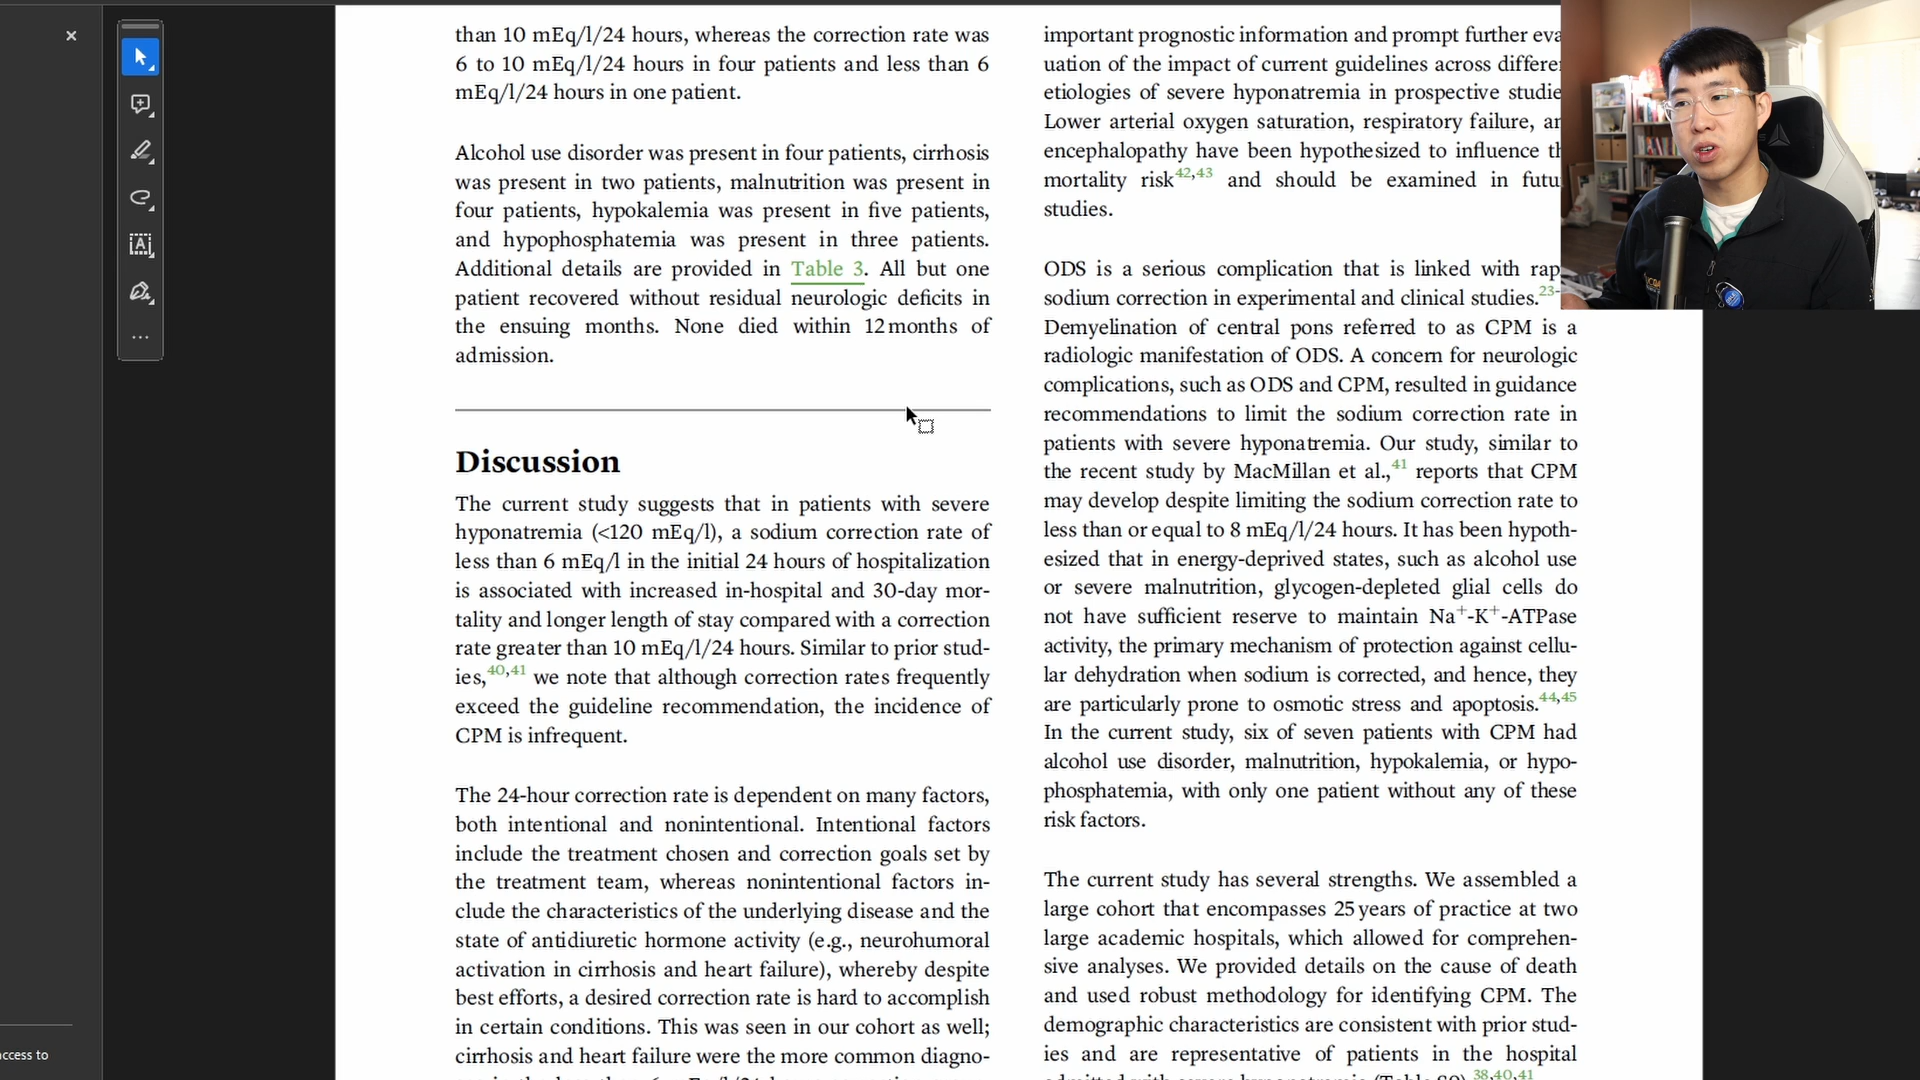 than 10 mEq/l/24 hours, whereas the correction rate was
6 to 10 mEq/l/24 hours in four patients and less than 6
mEq/l/24 hours in one patient.
Alcohol use disorder was present in four patients, cirrhosis
was present in two patients, malnutrition was present in
four patients, hypokalemia was present in five patients,
and hypophosphatemia was present in three patients.
Additional details are provided in Table 3. All but one
patient recovered without residual neurologic deficits in
the ensuing months. None died within 12 months of
admission.
Discussion
The current study suggests that in patients with severe
hyponatremia (<120 mEq/l), a sodium correction rate of
less than 6 mEq/l in the initial 24 hours of hospitalization
is associated with increased in-hospital and 30-day mor-
tality and longer length of stay compared with a correction
rate greater than 10 mEq/l/24 hours. Similar to prior stud-
ies,40,41 we note that although correction rates frequently
exceed the guideline recommendation, the incidence of
CPM is infrequent.
The 24-hour correction rate is dependent on many factors,
both intentional and nonintentional. Intentional factors
include the treatment chosen and correction goals set by
the treatment team, whereas nonintentional factors in-
clude the characteristics of the underlying disease and the
state of antidiuretic hormone activity (e.g., neurohumoral
activation in cirrhosis and heart failure), whereby despite
best efforts, a desired correction rate is hard to accomplish
in certain conditions. This was seen in our cohort as well;
cirrhosis and heart failure were the more common diagno-
important prognostic information and prompt further eva
uation of the impact of current guidelines across differe
etiologies of severe hyponatremia in prospective studie
Lower arterial oxygen saturation, respiratory failure, an
encephalopathy have been hypothesized to influence th
mortality risk42,43 and should be examined in futu
studies.
ODS is a serious complication that is linked with rap
sodium correction in experimental and clinical studies.23-
Demyelination of central pons referred to as CPM is a
radiologic manifestation of ODS. A concern for neurologic
complications, such as ODS and CPM, resulted in guidance
recommendations to limit the sodium correction rate in
patients with severe hyponatremia. Our study, similar to
the recent study by MacMillan et al.,41 reports that CPM
may develop despite limiting the sodium correction rate to
less than or equal to 8 mEq/l/24 hours. It has been hypoth-
esized that in energy-deprived states, such as alcohol use
or severe malnutrition, glycogen-depleted glial cells do
not have sufficient reserve to maintain Na+-K+-ATPase
activity, the primary mechanism of protection against cellu-
lar dehydration when sodium is corrected, and hence, they
are particularly prone to osmotic stress and apoptosis.44,45
In the current study, six of seven patients with CPM had
alcohol use disorder, malnutrition, hypokalemia, or hypo-
phosphatemia, with only one patient without any of these
risk factors.
The current study has several strengths. We assembled a
large cohort that encompasses 25 years of practice at two
large academic hospitals, which allowed for comprehen-
sive analyses. We provided details on the cause of death
and used robust methodology for identifying CPM. The
demographic characteristics are consistent with prior stud-
ies and are representative of patients in the hospital
admitted with severe hyponatremia (Table S9).38,40,41
ccess to